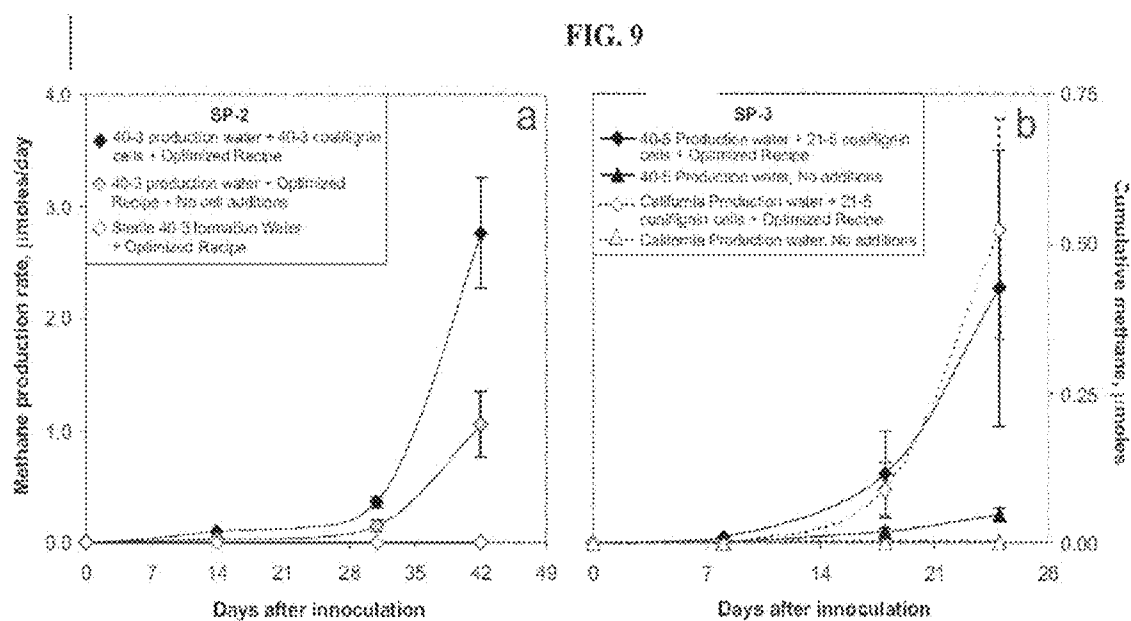 FIG. 9
Methane production rate, µmoles/day
4.0
3.0
2.0
1.0
0.0
a
SP-2
40-3 production water + 40-3 coal/lignin
cells + Optimized Recipe
40-3 production water + Optimized
Recipe + No cell additions
Sterile 40-3 formation Water
+ Optimized Recipe
0 7 14 21 28 35 42 49
Days after innoculation
b
SP-3
40-5 Production water + 21-5 coal/lignin
cells + Optimized Recipe
40-5 Production water, No additions
California Production water + 21-5
coal/lignin cells + Optimized Recipe
California Production water, No additions
0 7 14 21 28
Days after innoculation
0.75
0.50
0.25
0.00
Cumulative methane, µmoles